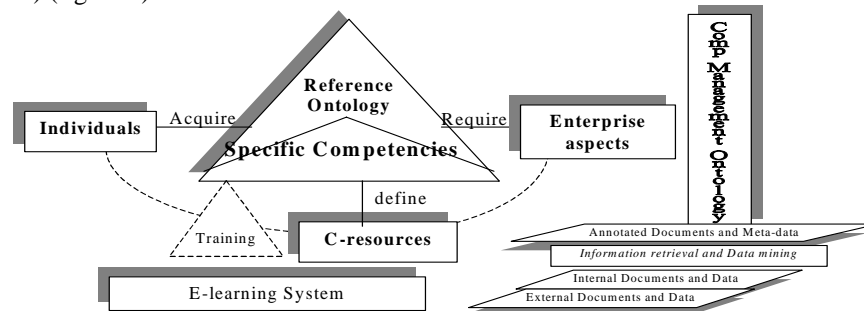 Reference
Ontology
Individuals
Acquire
Require
Enterprise
aspects
Specific Competencies
define
Training
C-resources
E-learning System
Comp Management Ontology
Annotated Documents and Meta-data
Information retrieval and Data mining
Internal Documents and Data
External Documents and Data